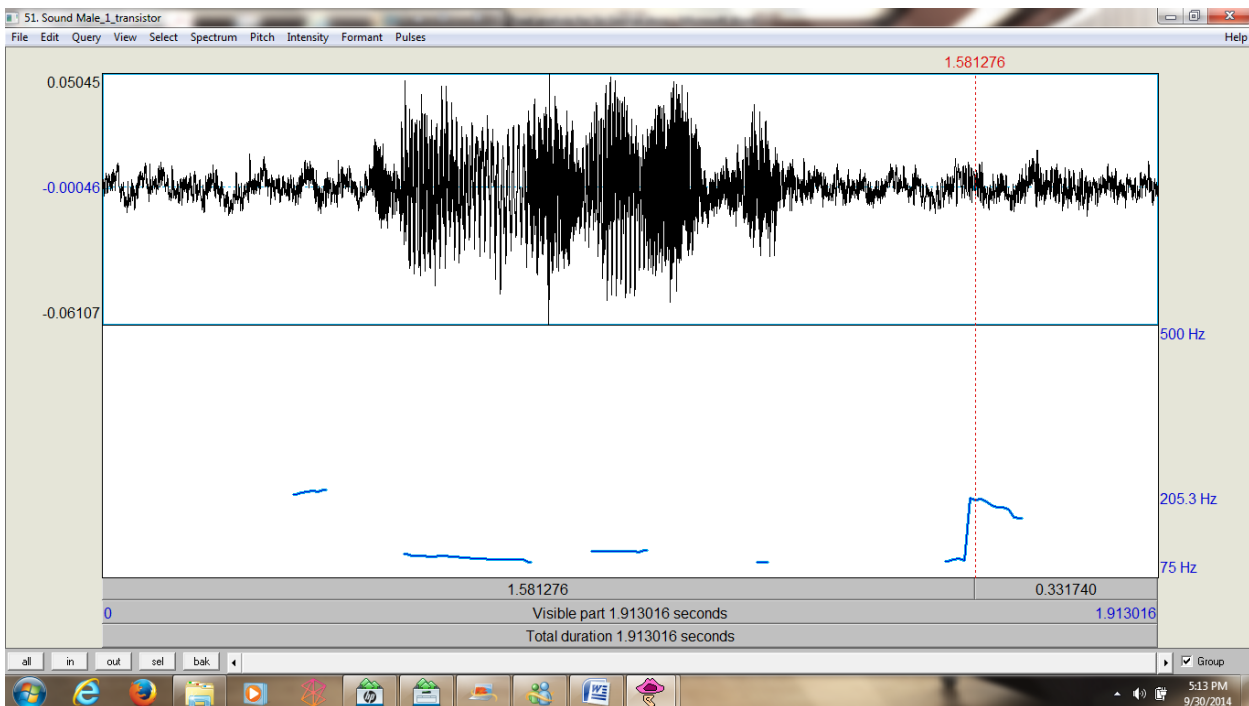 51. Sound Male_1_transistor
File Edit Query View Select Spectrum Pitch Intensity Formant Pulses Help
1.581276
0.05045
-0.00046
-0.06107
500 Hz
205.3 Hz
75 Hz
1.581276 0.331740
0 Visible part 1.913016 seconds 1.913016
Total duration 1.913016 seconds
all in out sel bak Group
5:13 PM
9/30/2014